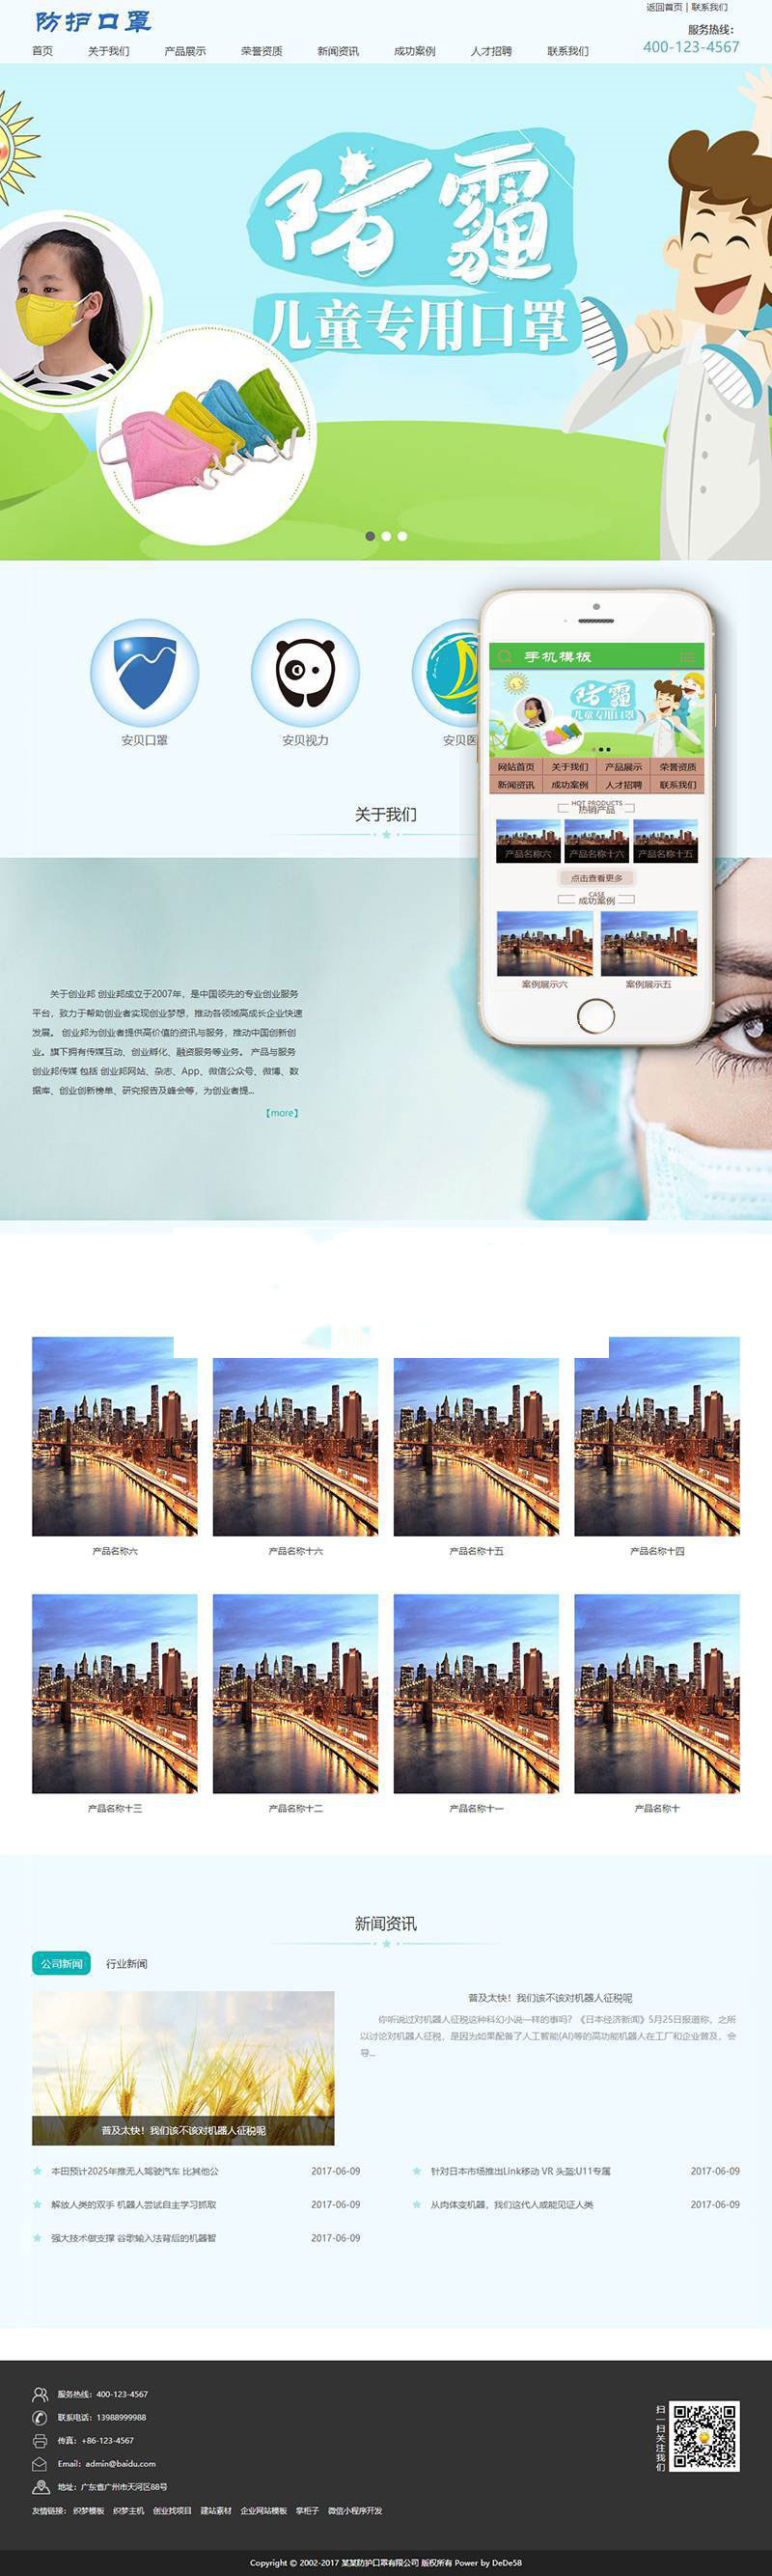 返回首页 | 联系我们
防护口罩
服务热线：
400-123-4567
首页 关于我们 产品展示 荣誉资质 新闻资讯 成功案例 人才招聘 联系我们
防霾
儿童专用口罩
安贝口罩 安贝视力 安贝医
手机模板
防霾
儿童专用口罩
网站首页 关于我们 产品展示 荣誉资质
新闻资讯 成功案例 人才招聘 联系我们
HOT PRODUCTS
热销产品
产品名称六 产品名称十六 产品名称十五
点击查看更多
CASE
成功案例
案例展示六 案例展示五
关于我们
关于创业邦 创业邦成立于2007年，是中国领先的专业创业服务
平台，致力于帮助创业者实现创业梦想，推动各领域高成长企业快速
发展。 创业邦为创业者提供高价值的资讯与服务，推动中国创新创
业。旗下拥有传媒互动、创业孵化、融资服务等业务。 产品与服务
创业邦传媒 包括 创业邦网站、杂志、App、微信公众号、微博、数
据库、创业创新榜单、研究报告及峰会等，为创业者提...
【more】
产品名称六 产品名称十六 产品名称十五 产品名称十四
产品名称十三 产品名称十二 产品名称十一 产品名称十
新闻资讯
公司新闻 行业新闻
普及太快！我们该不该对机器人征税呢
你听说过对机器人征税这种科幻小说一样的事吗？《日本经济新闻》5月25日报道称，之所
以讨论对机器人征税，是因为如果配备了人工智能(AI)等的高功能机器人在工厂和企业普及，会
导...
普及太快！我们该不该对机器人征税呢
本田预计2025年推无人驾驶汽车 比其他公 2017-06-09
针对日本市场推出Link移动 VR 头盔:U11专属 2017-06-09
解放人类的双手 机器人尝试自主学习抓取 2017-06-09
从肉体变机器，我们这代人或能见证人类 2017-06-09
强大技术做支撑 谷歌输入法背后的机器智 2017-06-09
服务热线：400-123-4567
联系电话：13988999988
传真：+86-123-4567
Email：admin@baidu.com
地址：广东省广州市天河区88号
扫一扫关注我们
友情链接： 织梦模板 织梦主机 创业找项目 建站素材 企业网站模板 掌柜子 微信小程序开发
Copyright © 2002-2017 某某防护口罩有限公司 版权所有 Power by DeDe58